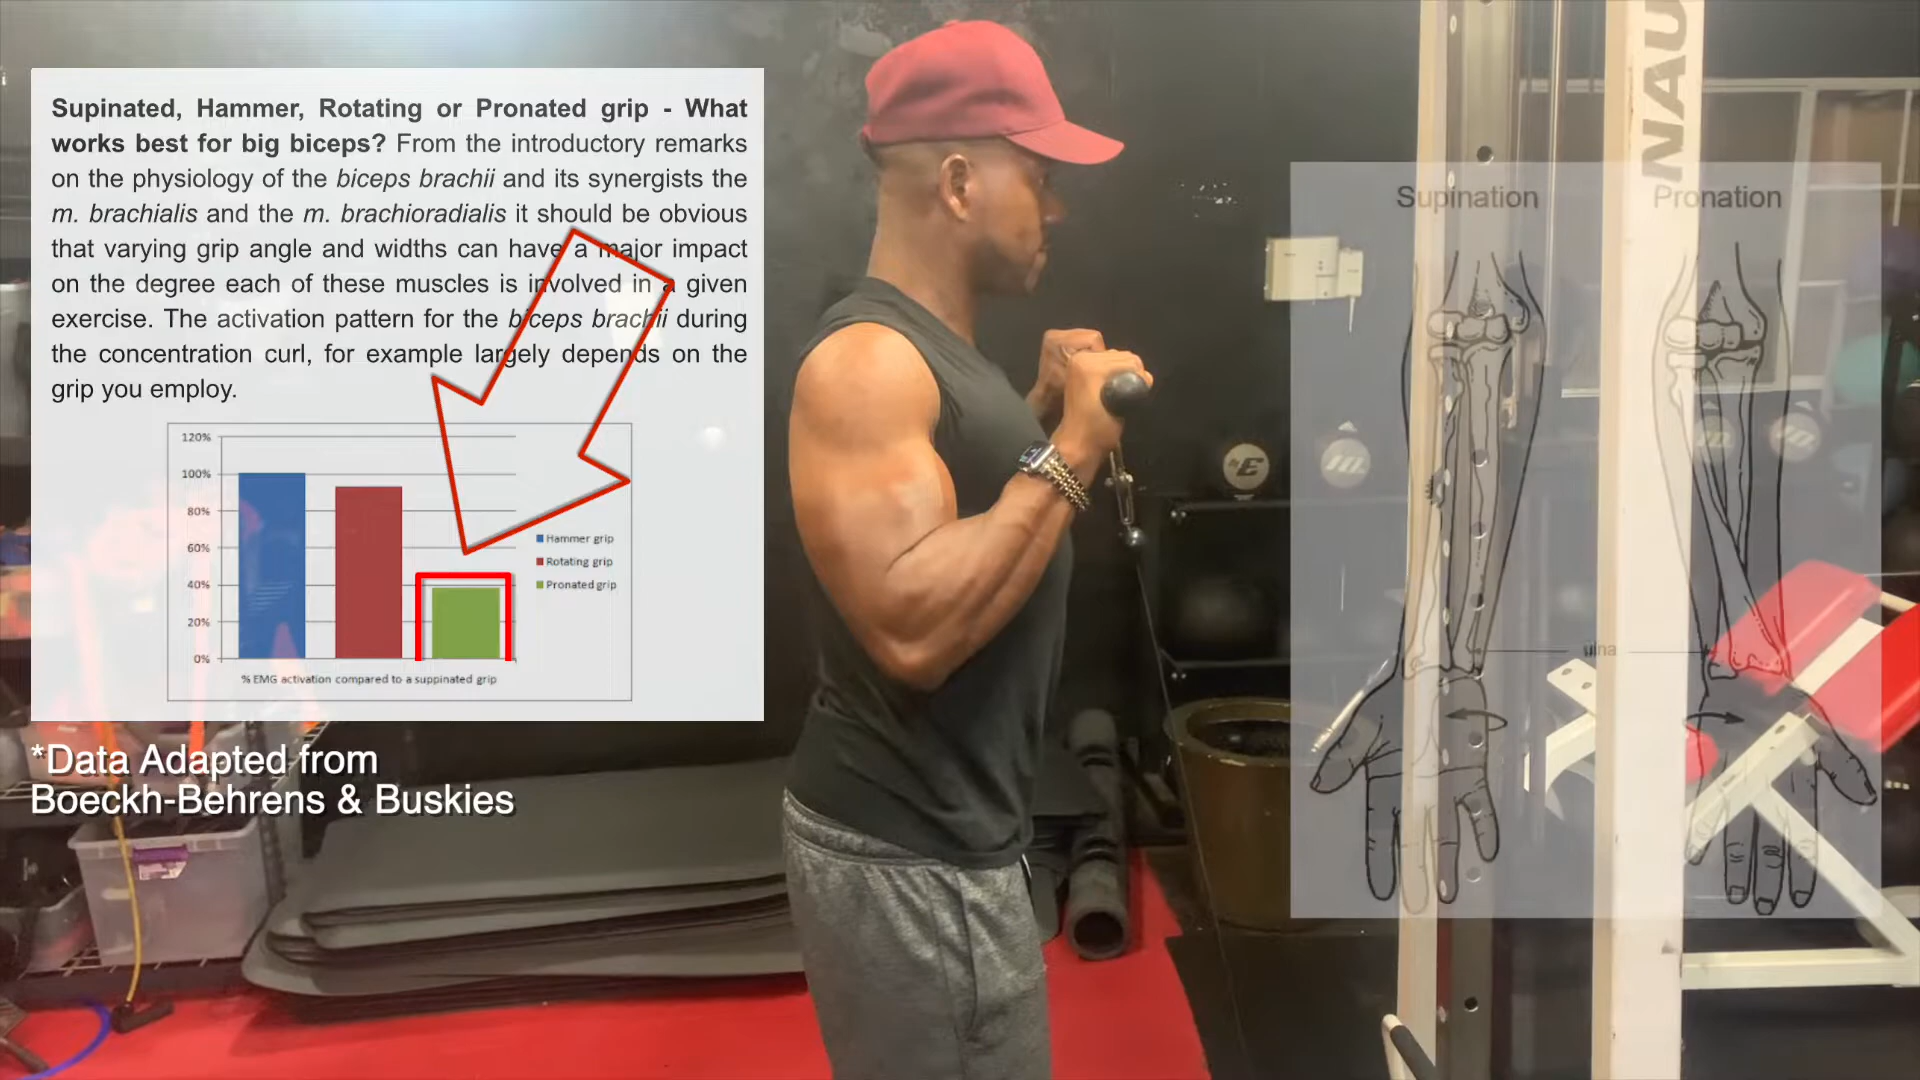 Supinated, Hammer, Rotating or Pronated grip - What
works best for big biceps? From the introductory remarks
on the physiology of the biceps brachii and its synergists the
m. brachialis and the m. brachioradialis it should be obvious
that varying grip angle and widths can have a major impact
on the degree each of these muscles is involved in a given
exercise. The activation pattern for the biceps brachii during
the concentration curl, for example largely depends on the
grip you employ.
120%
100%
80%
60%
40%
20%
0%
Hammer grip
Rotating grip
Pronated grip
% EMG activation compared to a suppinated grip
*Data Adapted from
Boeckh-Behrens & Buskies
Supination
Pronation
ulna
NAU